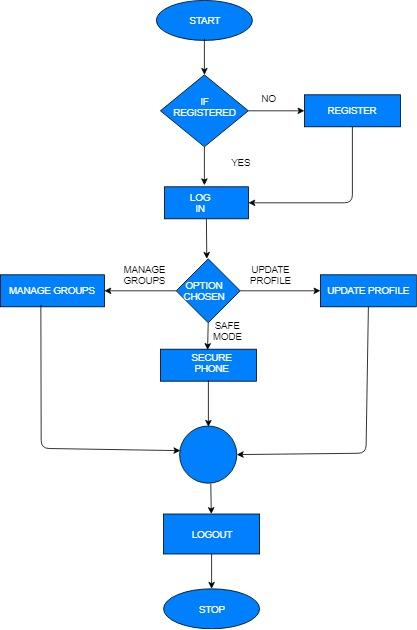 START
IF
REGISTERED
NO
REGISTER
YES
LOG
IN
MANAGE
GROUPS
UPDATE
PROFILE
MANAGE GROUPS
OPTION
CHOSEN
UPDATE PROFILE
SAFE
MODE
SECURE
PHONE
LOGOUT
STOP